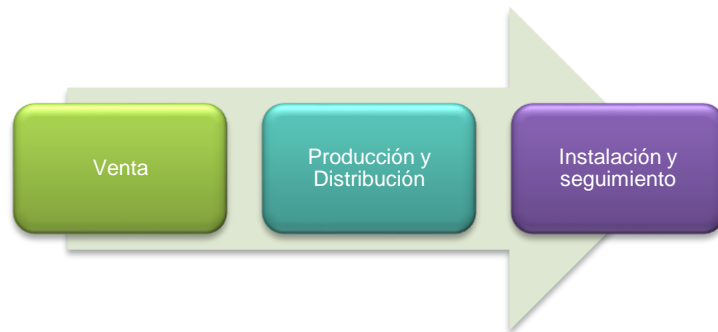 Venta
Producción y
Distribución
Instalación y
seguimiento